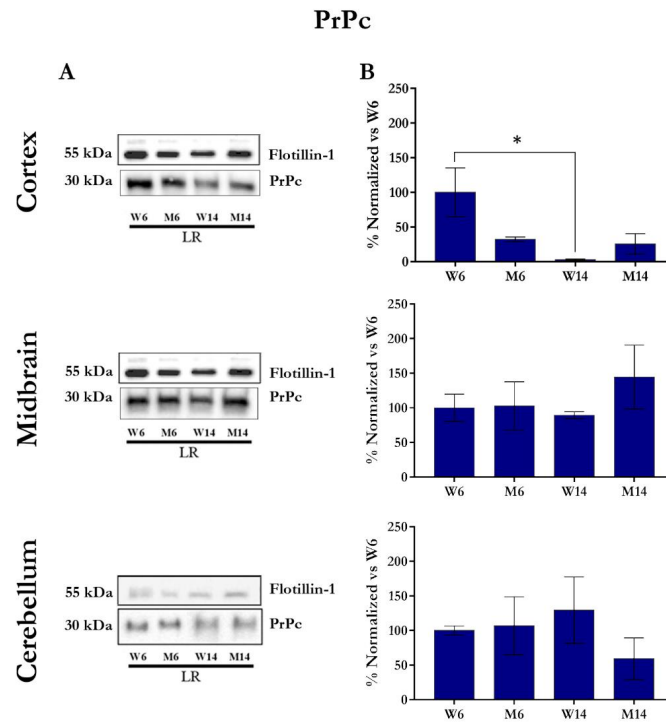 PrPc
A
B
Cortex
55 kDa
Flotillin-1
30 kDa
PrPc
W6 M6 W14 M14
LR
% Normalized vs W6
250
200
150
100
50
0
*
W6 M6 W14 M14
Midbrain
55 kDa
Flotillin-1
30 kDa
PrPc
W6 M6 W14 M14
LR
% Normalized vs W6
250
200
150
100
50
0
W6 M6 W14 M14
Cerebellum
55 kDa
Flotillin-1
30 kDa
PrPc
W6 M6 W14 M14
LR
% Normalized vs W6
250
200
150
100
50
0
W6 M6 W14 M14